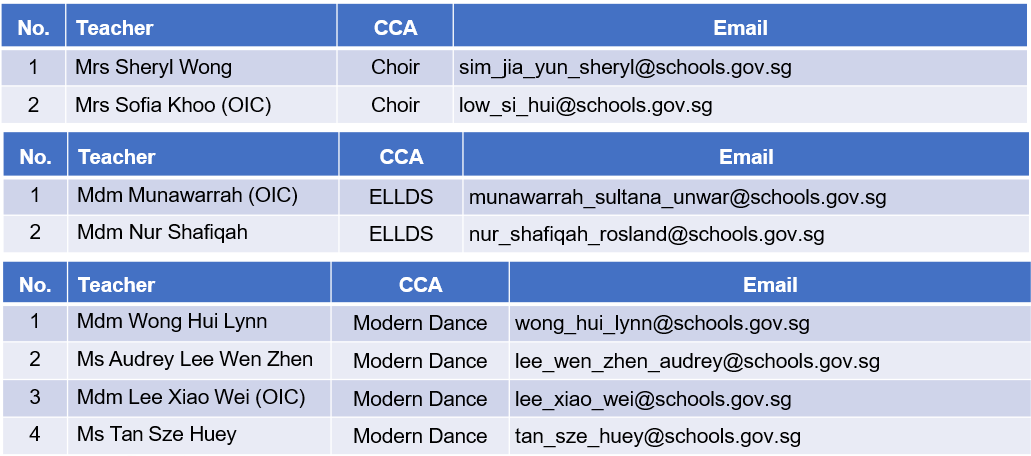 No. Teacher CCA Email
1 Mrs Sheryl Wong Choir sim_jia_yun_sheryl@schools.gov.sg
2 Mrs Sofia Khoo (OIC) Choir low_si_hui@schools.gov.sg
No. Teacher CCA Email
1 Mdm Munawarrah (OIC) ELLDS munawarrah_sultana_unwar@schools.gov.sg
2 Mdm Nur Shafiqah ELLDS nur_shafiqah_rosland@schools.gov.sg
No. Teacher CCA Email
1 Mdm Wong Hui Lynn Modern Dance wong_hui_lynn@schools.gov.sg
2 Ms Audrey Lee Wen Zhen Modern Dance lee_wen_zhen_audrey@schools.gov.sg
3 Mdm Lee Xiao Wei (OIC) Modern Dance lee_xiao_wei@schools.gov.sg
4 Ms Tan Sze Huey Modern Dance tan_sze_huey@schools.gov.sg